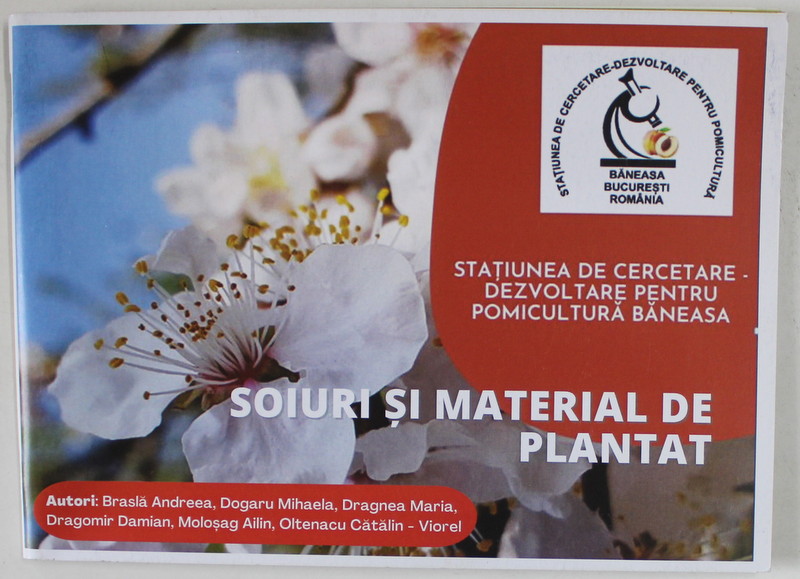 STAȚIUNEA DE CERCETARE-DEZVOLTARE PENTRU POMICULTURĂ
BĂNEASA
BUCUREȘTI
ROMÂNIA
STAȚIUNEA DE CERCETARE -
DEZVOLTARE PENTRU
POMICULTURĂ BĂNEASA
SOIURI ȘI MATERIAL DE
PLANTAT
Autori: Braslă Andreea, Dogaru Mihaela, Dragnea Maria,
Dragomir Damian, Moloșag Ailin, Oltenacu Cătălin - Viorel